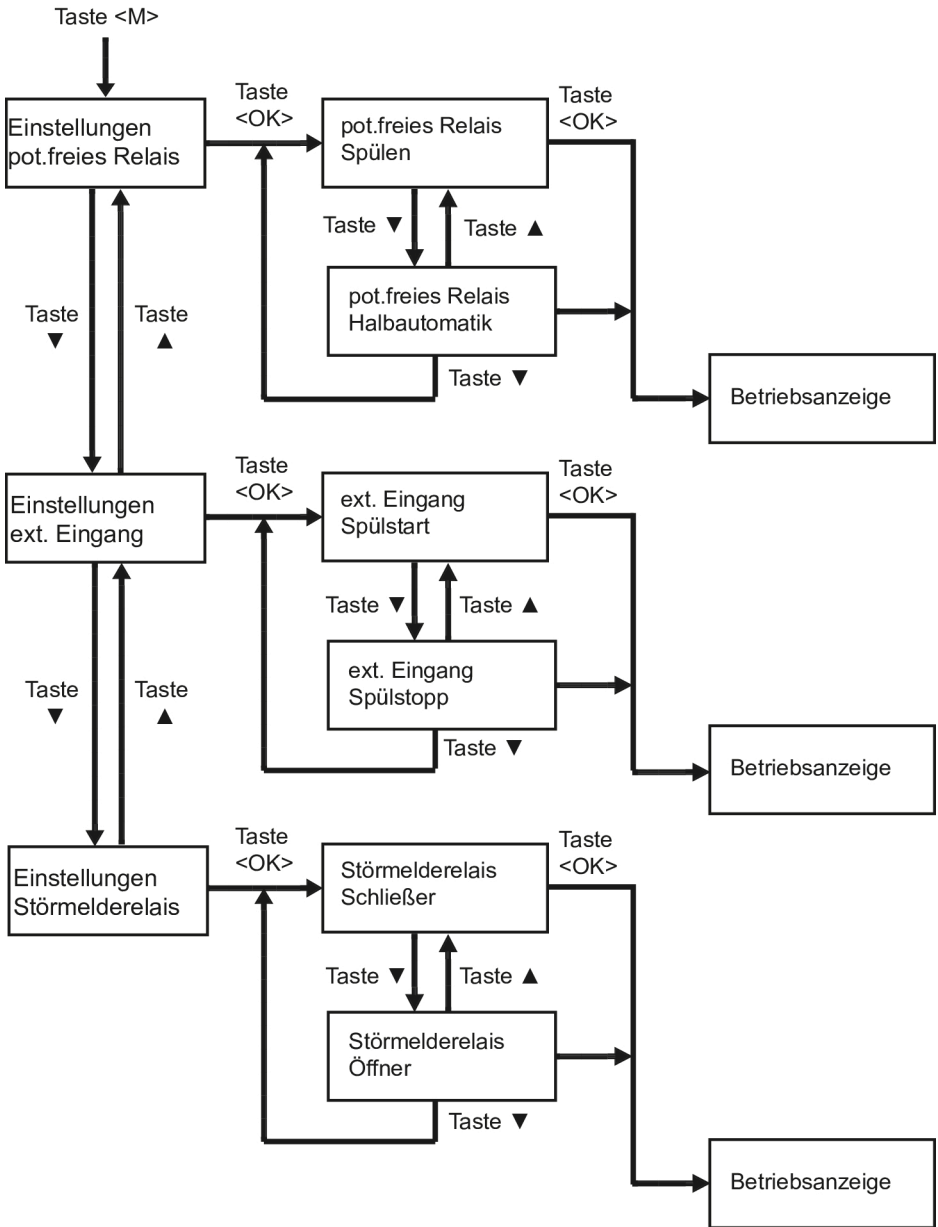 Taste <M>
Einstellungen
pot.freies Relais
Taste
<OK>
pot.freies Relais
Spülen
Taste
<OK>
Taste ▼
Taste ▲
pot.freies Relais
Halbautomatik
Taste ▼
Taste
▼
Taste
▲
Betriebsanzeige
Einstellungen
ext. Eingang
Taste
<OK>
ext. Eingang
Spülstart
Taste
<OK>
Taste ▼
Taste ▲
ext. Eingang
Spülstopp
Taste ▼
Taste
▼
Taste
▲
Betriebsanzeige
Einstellungen
Störmelderelais
Taste
<OK>
Störmelderelais
Schließer
Taste
<OK>
Taste ▼
Taste ▲
Störmelderelais
Öffner
Taste ▼
Betriebsanzeige